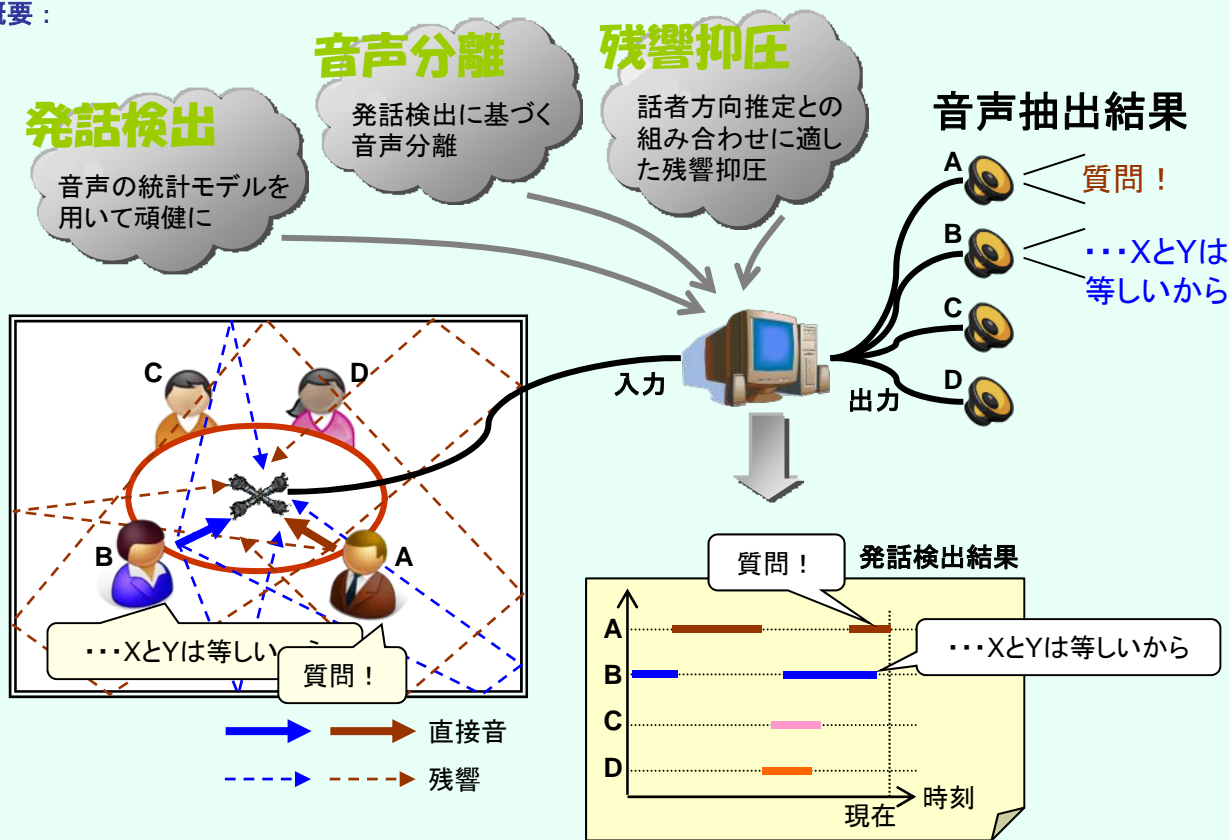 概要：
音声分離
発話検出に基づく
音声分離
残響抑圧
話者方向推定との
組み合わせに適し
た残響抑圧
発話検出
音声の統計モデルを
用いて頑健に
音声抽出結果
A
質問！
B
・・・XとYは
等しいから
C
D
入力
出力
C
D
B
A
・・・XとYは等しい
質問！
直接音
残響
発話検出結果
質問！
・・・XとYは等しいから
A
B
C
D
時刻
現在